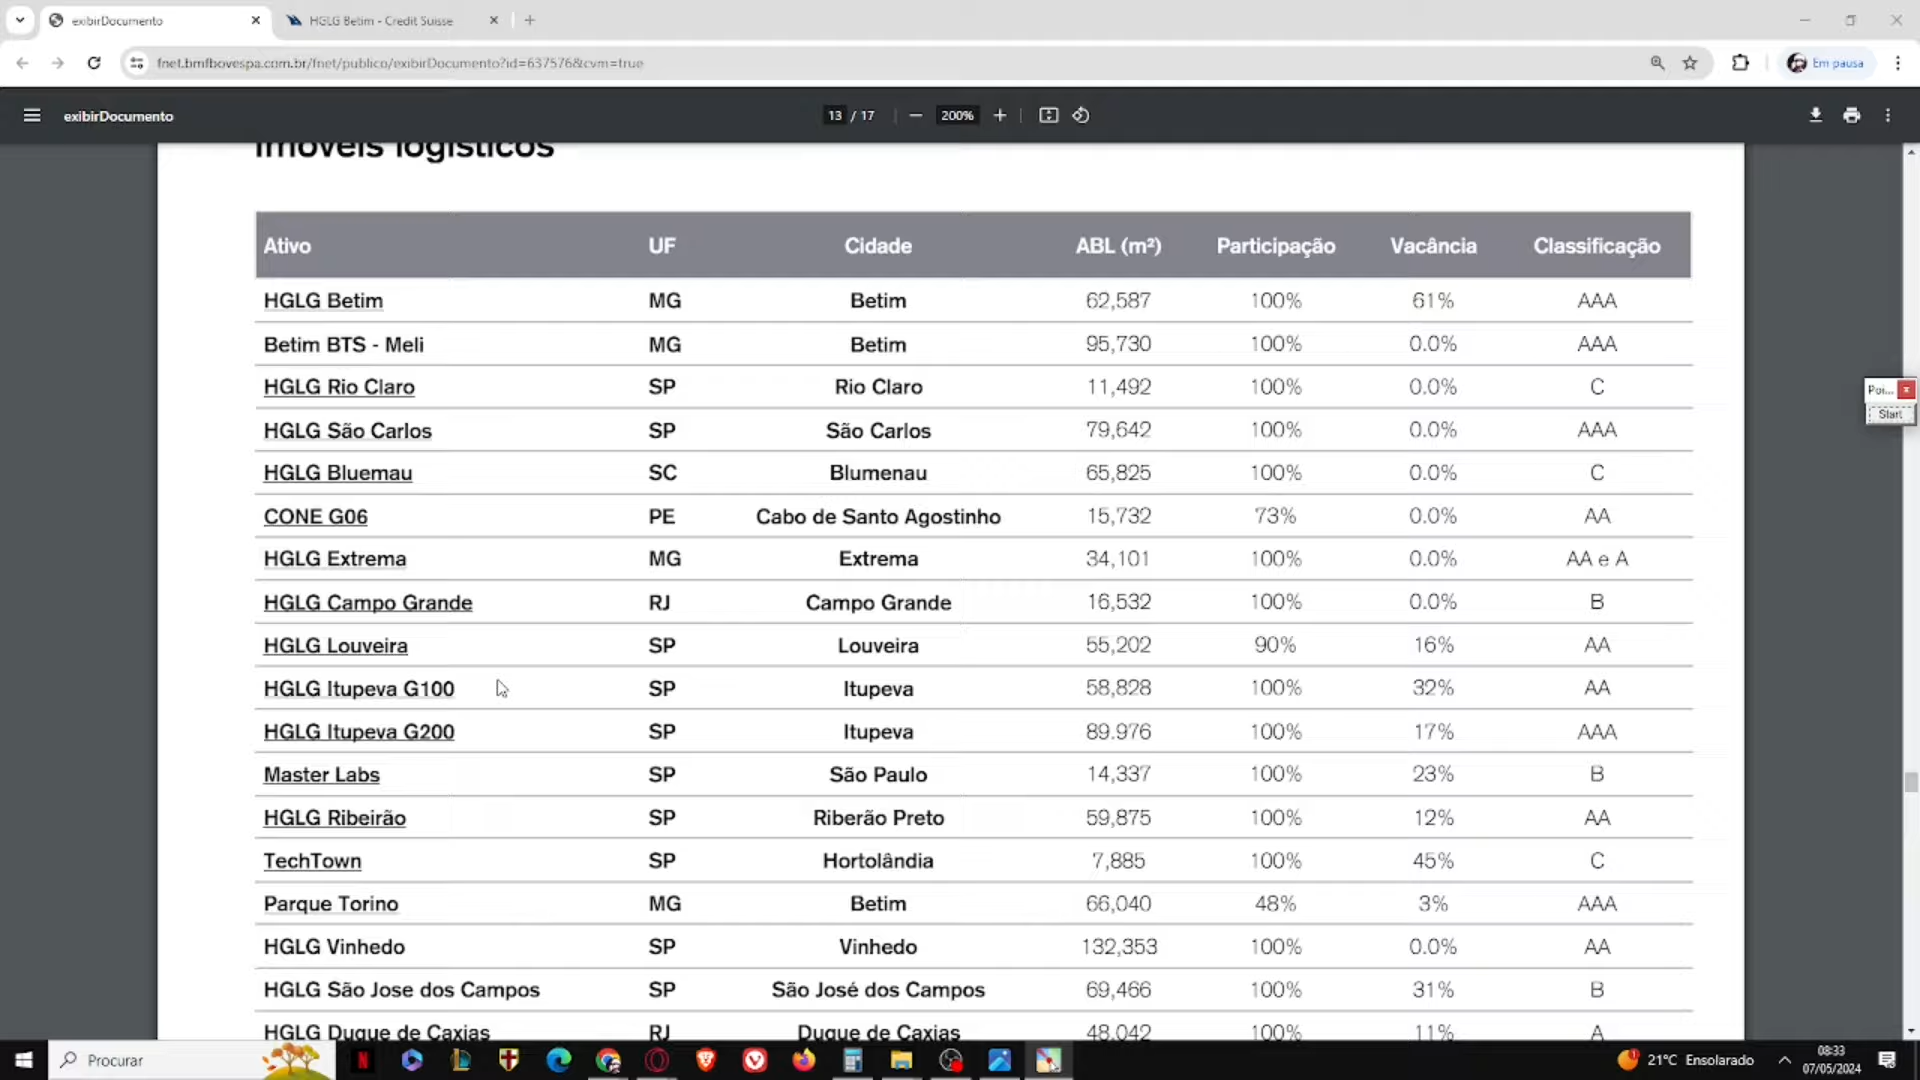 exibirDocumento
HGLG Betim - Credit Suisse
fnet.bmfbovespa.com.br/fnet/publico/exibirDocumento?id=637576&cvm=true
Em pausa
exibirDocumento
13 / 17
200%
Imóveis logísticos
Ativo UF Cidade ABL (m²) Participação Vacância Classificação
HGLG Betim MG Betim 62,587 100% 61% AAA
Betim BTS - Meli MG Betim 95,730 100% 0.0% AAA
HGLG Rio Claro SP Rio Claro 11,492 100% 0.0% C
HGLG São Carlos SP São Carlos 79,642 100% 0.0% AAA
HGLG Bluemau SC Blumenau 65,825 100% 0.0% C
CONE G06 PE Cabo de Santo Agostinho 15,732 73% 0.0% AA
HGLG Extrema MG Extrema 34,101 100% 0.0% AA e A
HGLG Campo Grande RJ Campo Grande 16,532 100% 0.0% B
HGLG Louveira SP Louveira 55,202 90% 16% AA
HGLG Itupeva G100 SP Itupeva 58,828 100% 32% AA
HGLG Itupeva G200 SP Itupeva 89.976 100% 17% AAA
Master Labs SP São Paulo 14,337 100% 23% B
HGLG Ribeirão SP Riberão Preto 59,875 100% 12% AA
TechTown SP Hortolândia 7,885 100% 45% C
Parque Torino MG Betim 66,040 48% 3% AAA
HGLG Vinhedo SP Vinhedo 132,353 100% 0.0% AA
HGLG São Jose dos Campos SP São José dos Campos 69,466 100% 31% B
HGLG Duque de Caxias RJ Duque de Caxias 48.042 100% 11% A
Poi...
Start
Procurar
21°C Ensolarado
08:33
07/05/2024